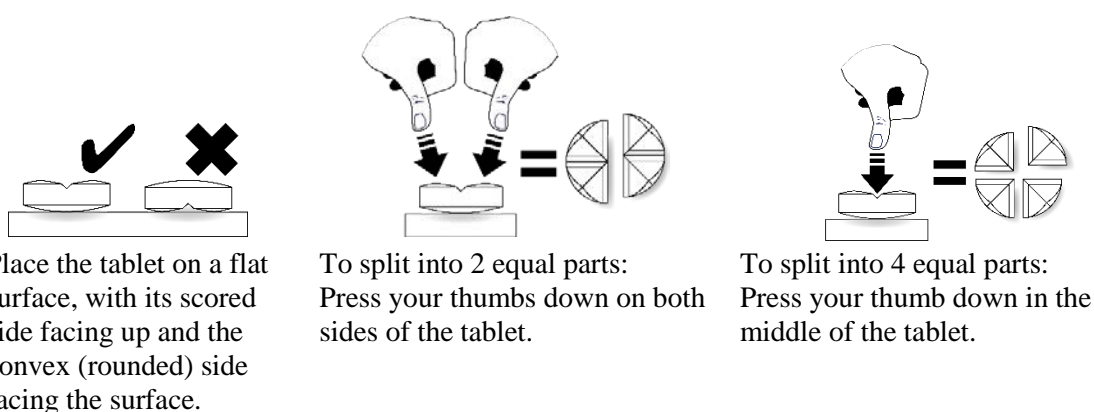 lace the tablet on a flat
urface, with its scored
ide facing up and the
onvex (rounded) side
acing the surface.
To split into 2 equal parts:
Press your thumbs down on both
sides of the tablet.
To split into 4 equal parts:
Press your thumb down in the
middle of the tablet.